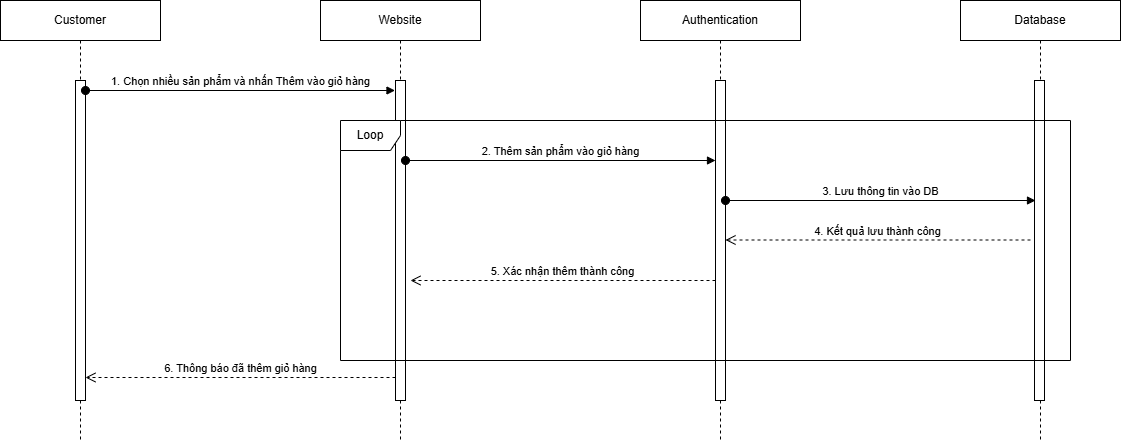 Customer
Website
Authentication
Database
1. Chọn nhiều sản phẩm và nhấn Thêm vào giỏ hàng
Loop
2. Thêm sản phẩm vào giỏ hàng
3. Lưu thông tin vào DB
4. Kết quả lưu thành công
5. Xác nhận thêm thành công
6. Thông báo đã thêm giỏ hàng